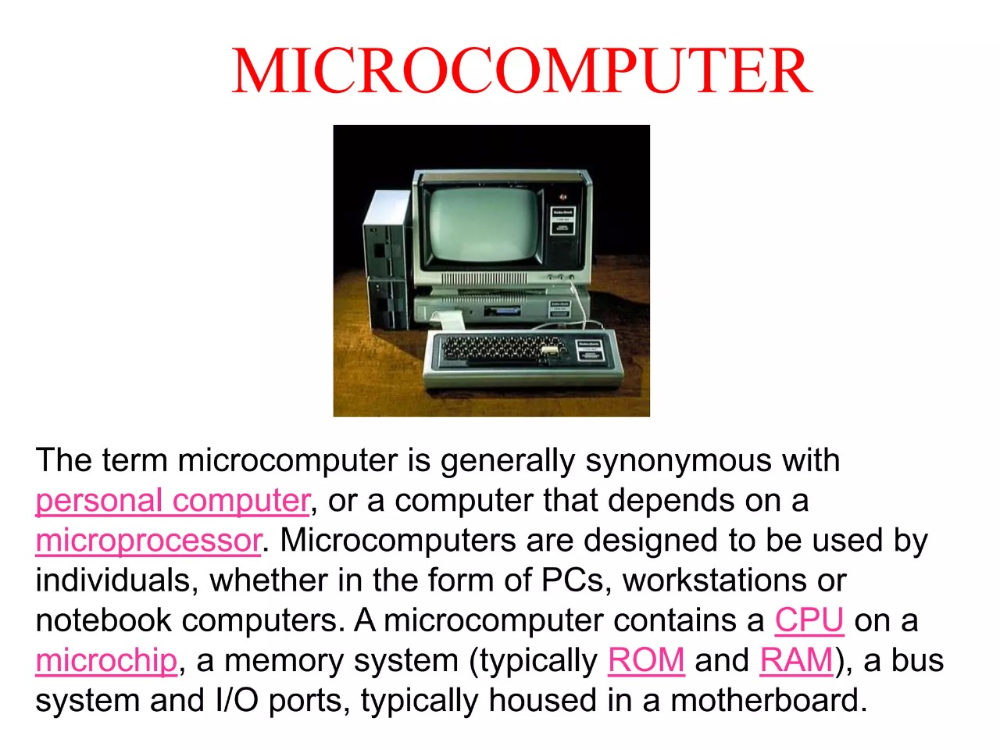 MICROCOMPUTER
The term microcomputer is generally synonymous with
personal computer, or a computer that depends on a
microprocessor. Microcomputers are designed to be used by
individuals, whether in the form of PCs, workstations or
notebook computers. A microcomputer contains a CPU on a
microchip, a memory system (typically ROM and RAM), a bus
system and I/O ports, typically housed in a motherboard.